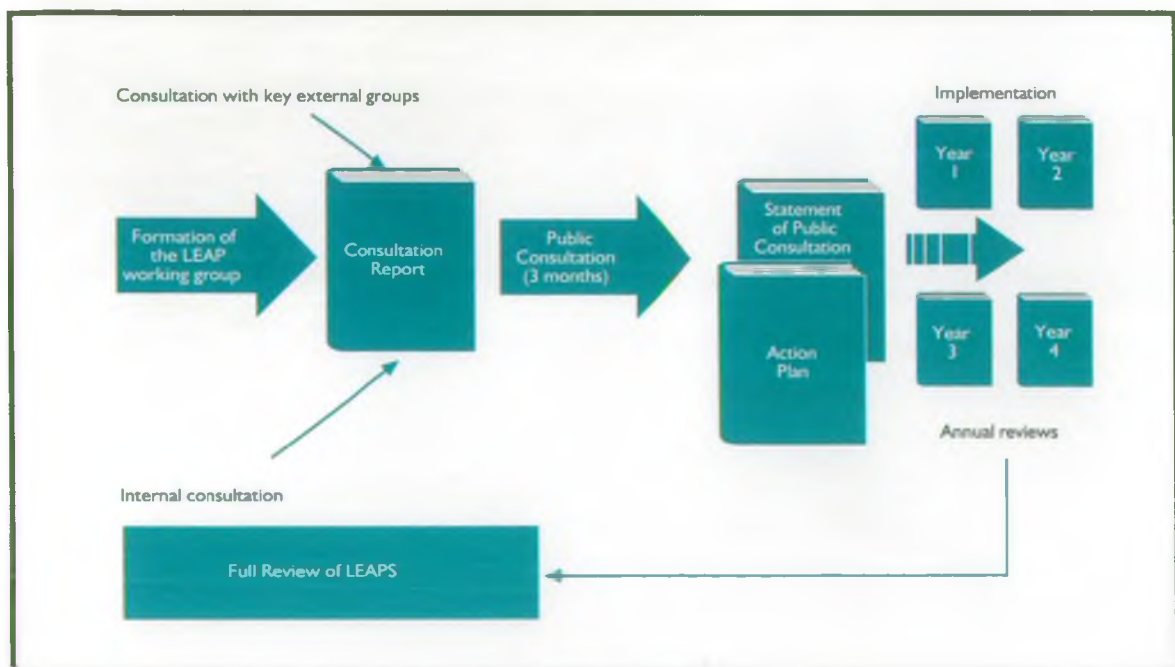 Consultation with key external groups
Formation of
the LEAP
working group
Consultation
Report
Internal consultation
Public
Consultation
(3 months)
Statement
of Public
Consultation
Action
Plan
Implementation
Year
1
Year
2
Year
3
Year
4
Annual reviews
Full Review of LEAPS